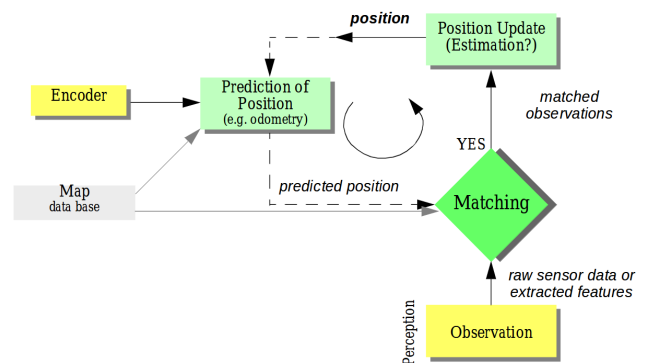 position
Position Update
(Estimation?)
Encoder
Prediction of
Position
(e.g. odometry)
matched
observations
YES
Map
data base
predicted position
Matching
raw sensor data or
extracted features
Perception
Observation